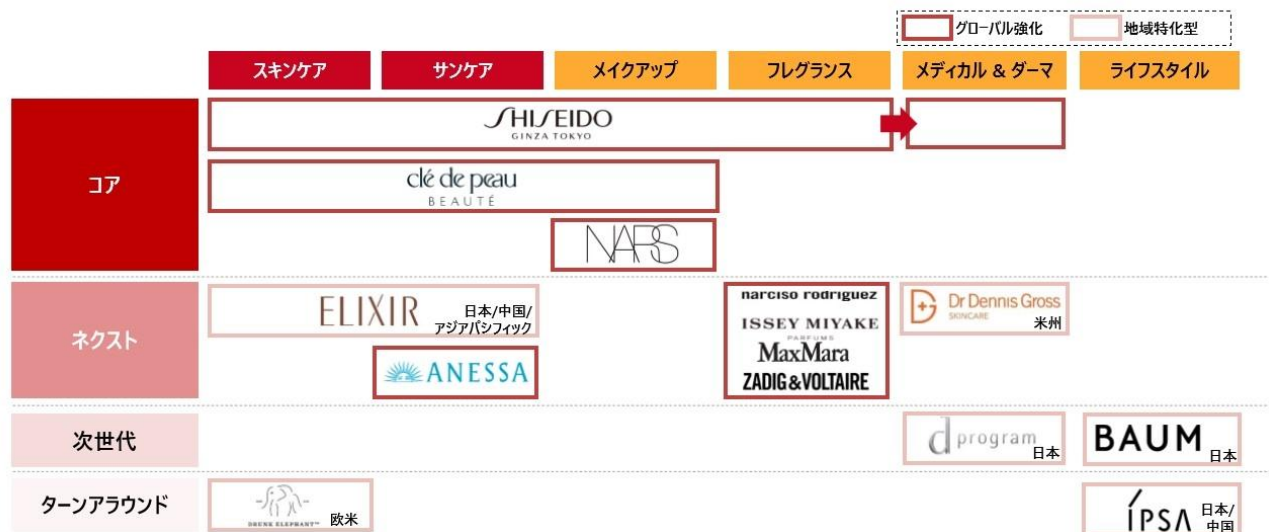 グローバル強化 地域特化型
スキンケア サンケア メイクアップ フレグランス メディカル & ダーマ ライフスタイル
コア
SHISEIDO
GINZA TOKYO
clé de peau
BEAUTÉ
NARS
ネクスト
ELIXIR 日本/中国/
アジアパシフィック
ANESSA
narciso rodriguez
ISSEY MIYAKE
PARFUMS
MaxMara
ZADIG&VOLTAIRE
Dr Dennis Gross
SKINCARE
米州
次世代
d program 日本
BAUM 日本
ターンアラウンド
DRUNK ELEPHANT™ 欧米
IPSA 日本/
中国